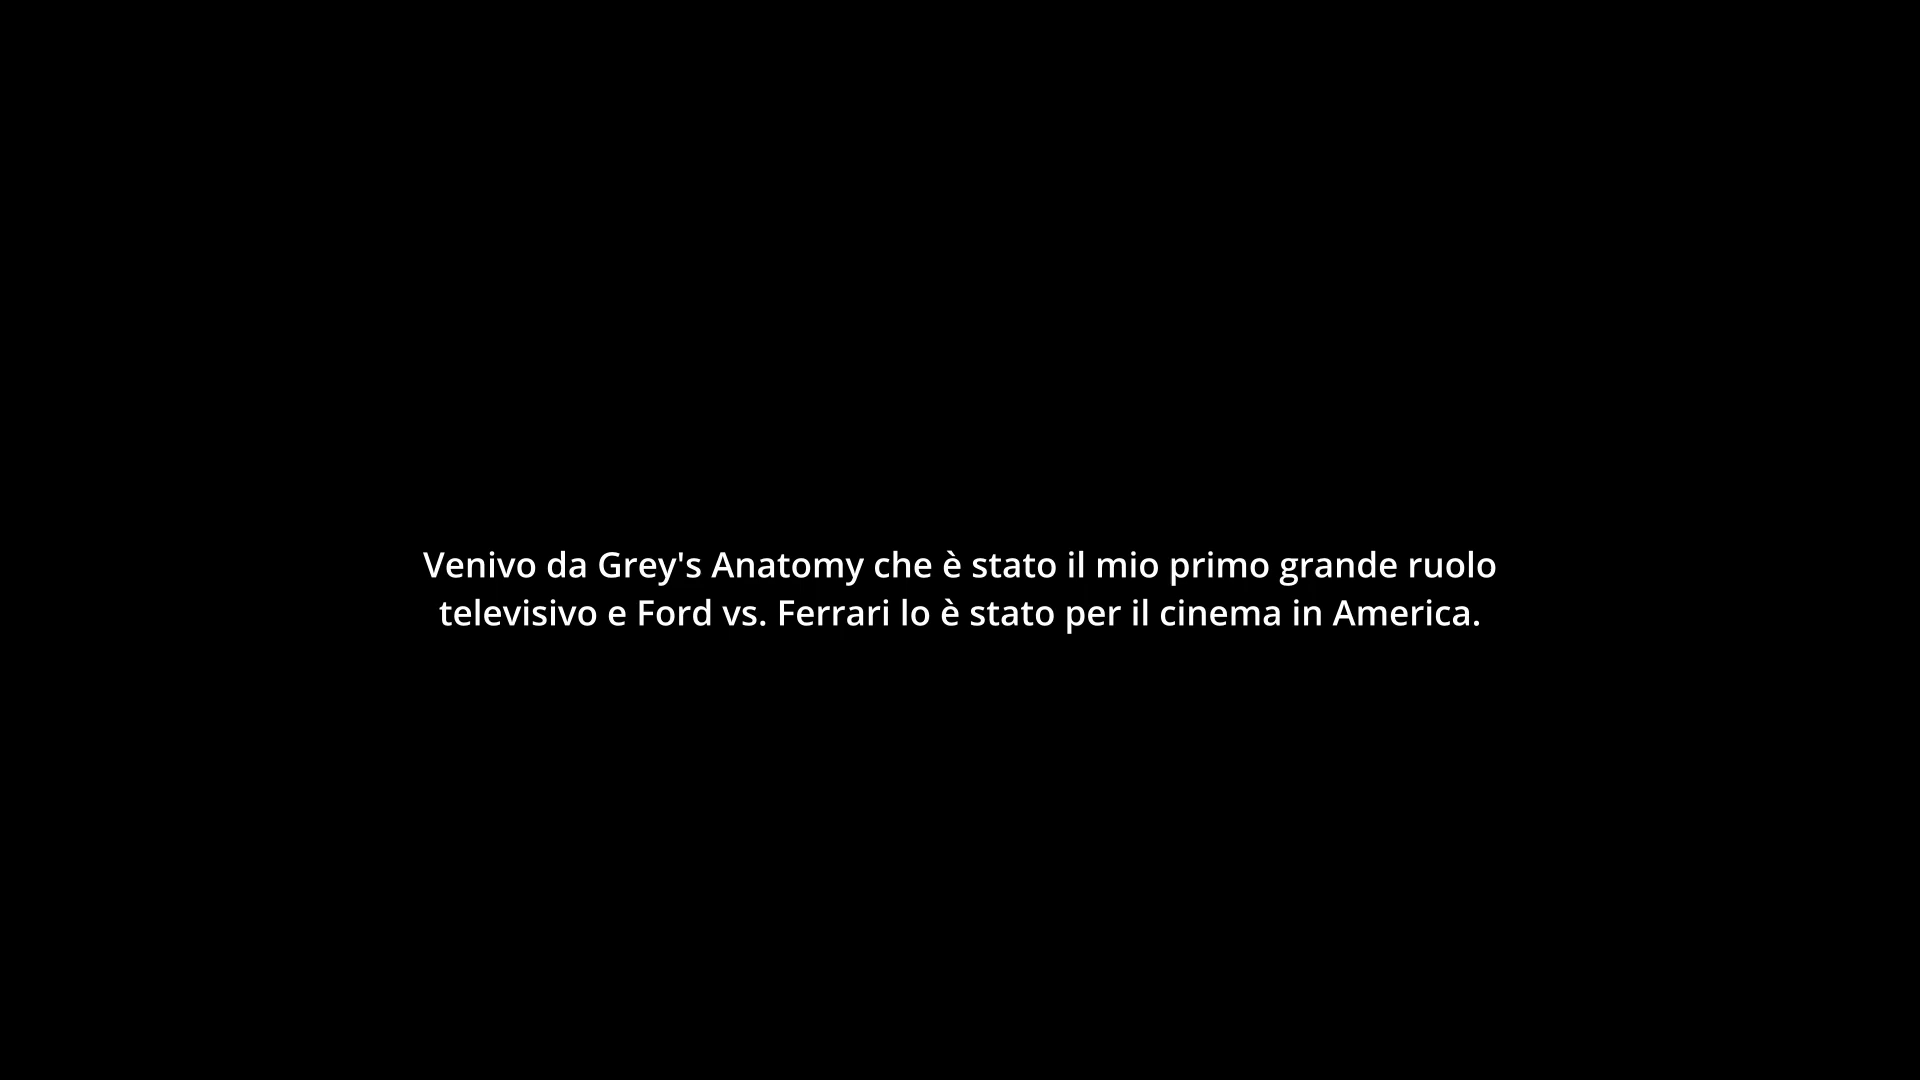 Venivo da Grey's Anatomy che è stato il mio primo grande ruolo
televisivo e Ford vs. Ferrari lo è stato per il cinema in America.